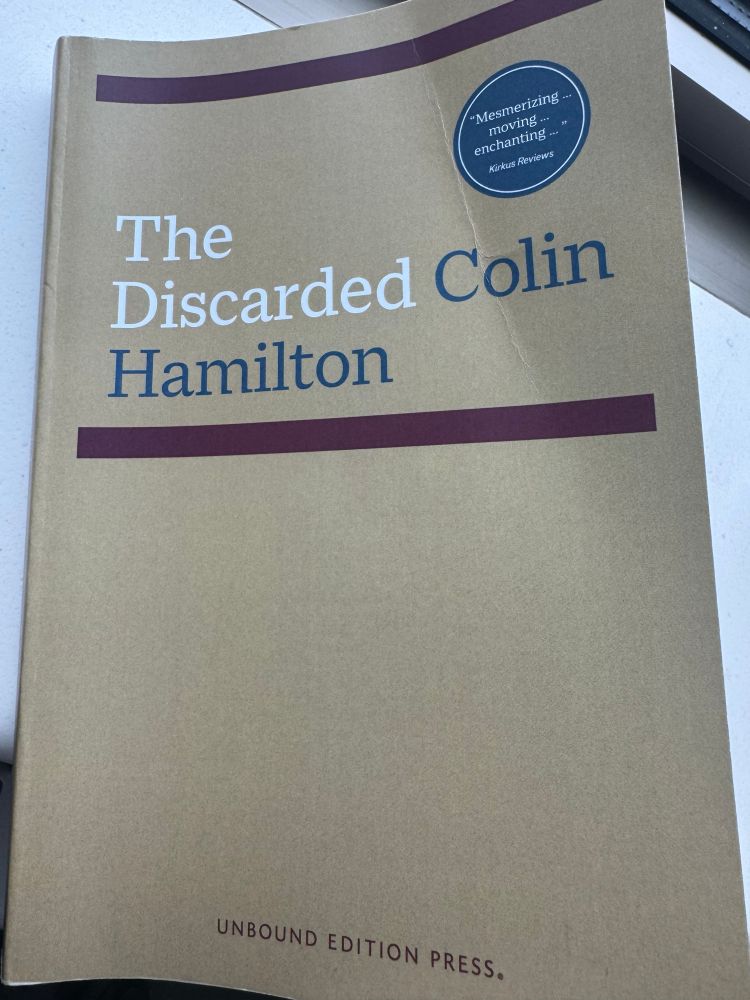 “Mesmerizing ...
moving ...
enchanting ... ”
Kirkus Reviews
The
Discarded Colin
Hamilton
UNBOUND EDITION PRESS®